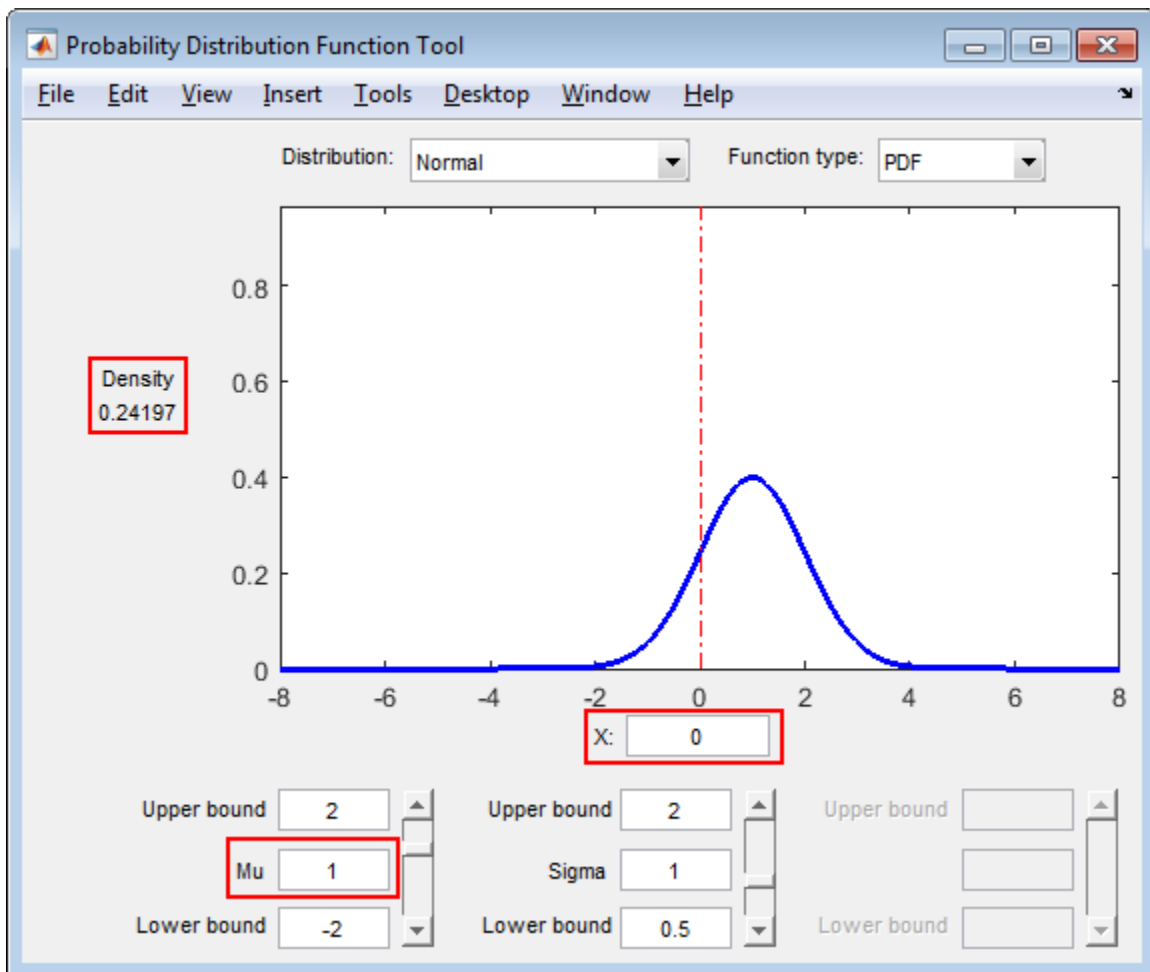 Probability Distribution Function Tool
File Edit View Insert Tools Desktop Window Help
Distribution: Normal Function type: PDF
0.8
Density
0.24197
0.6
0.4
0.2
0
-8 -6 -4 -2 0 2 4 6 8
X: 0
Upper bound 2 Upper bound 2 Upper bound
Mu 1 Sigma 1
Lower bound -2 Lower bound 0.5 Lower bound